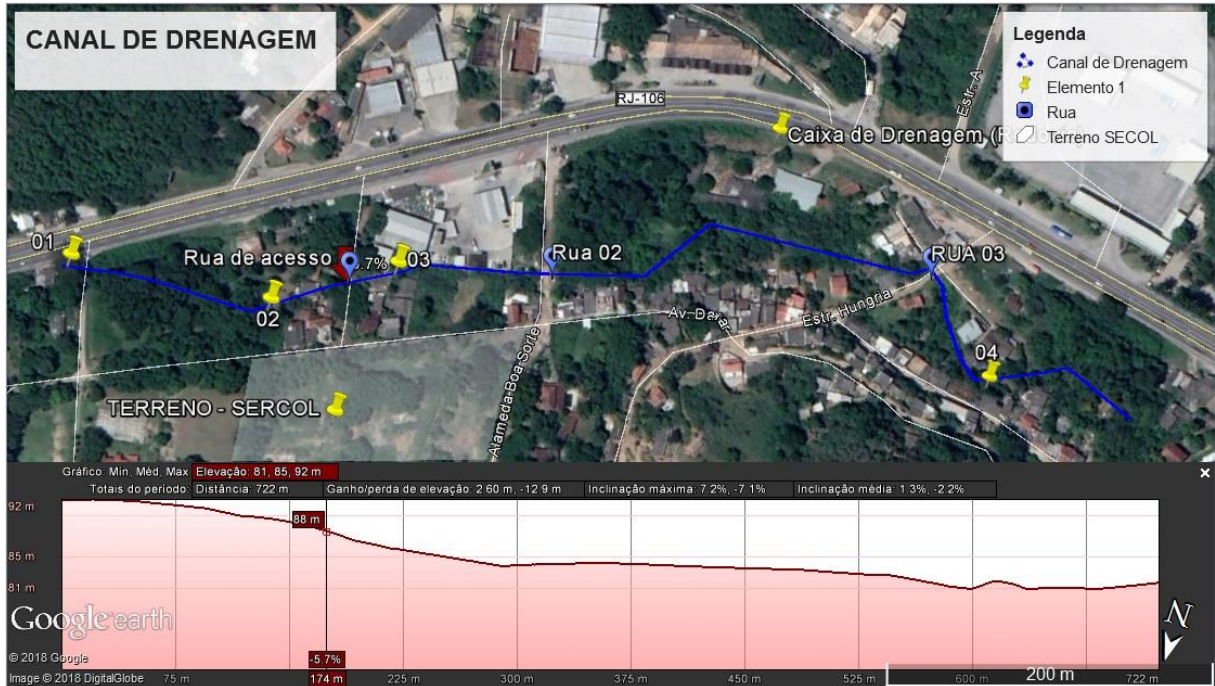 CANAL DE DRENAGEM
Legenda
Canal de Drenagem
Elemento 1
Rua
Terreno SECOL
RJ-106
Estr. A
Caixa de Drenagem
01
Rua de acesso
.7%
03
Rua 02
RUA 03
02
Av. Darar
Estr. Hungria
04
TERRENO - SERCOL
Alameda Boa Sorte
Gráfico: Min. Méd. Max Elevação: 81, 85, 92 m
Totais do período: Distância: 722 m Ganho/perda de elevação: 2.60 m, -12.9 m Inclinação máxima: 7.2%, -7.1% Inclinação média: 1.3%, -2.2%
92 m
88 m
85 m
81 m
Google earth
N
© 2018 Google
-5.7%
Image © 2018 DigitalGlobe
75 m 174 m 225 m 300 m 375 m 450 m 525 m 600 m 722 m
200 m